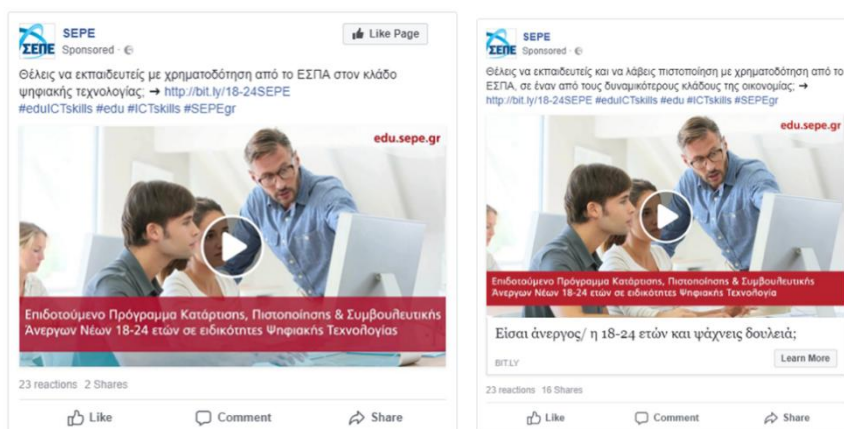 ΣΕΠΕ
SEPE
Sponsored ·
Like Page
Θέλεις να εκπαιδευτείς με χρηματοδότηση από το ΕΣΠΑ στον κλάδο
ψηφιακής τεχνολογίας; → http://bit.ly/18-24SEPE
#eduICTskills #edu #ICTskills #SEPEgr
edu.sepe.gr
Επιδοτούμενο Πρόγραμμα Κατάρτισης, Πιστοποίησης & Συμβουλευτικής
Άνεργων Νέων 18-24 ετών σε ειδικότητες Ψηφιακής Τεχνολογίας
23 reactions 2 Shares
Like Comment Share
ΣΕΠΕ
SEPE
Sponsored ·
Θέλεις να εκπαιδευτείς και να λάβεις πιστοποίηση με χρηματοδότηση από το
ΕΣΠΑ, σε έναν από τους δυναμικότερους κλάδους της οικονομίας; →
http://bit.ly/18-24SEPE #eduICTskills #edu #ICTskills #SEPEgr
edu.sepe.gr
Επιδοτούμενο Πρόγραμμα Κατάρτισης, Πιστοποίησης & Συμβουλευτικής
Άνεργων Νέων 18-24 ετών σε ειδικότητες Ψηφιακής Τεχνολογία
Είσαι άνεργος/ η 18-24 ετών και ψάχνεις δουλειά;
BIT.LY
Learn More
23 reactions 16 Shares
Like Comment Share